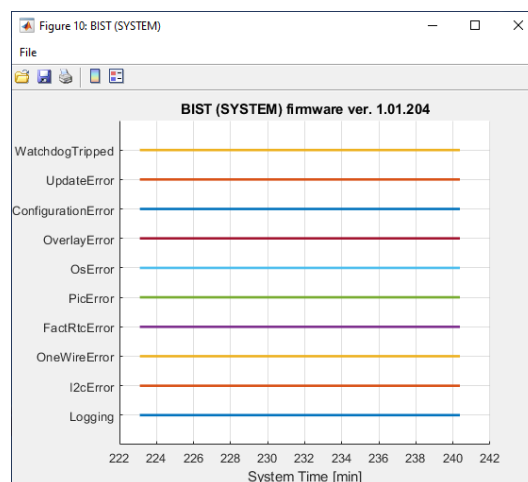 Figure 10: BIST (SYSTEM)
File
BIST (SYSTEM) firmware ver. 1.01.204
WatchdogTripped
UpdateError
ConfigurationError
OverlayError
OsError
PicError
FactRtcError
OneWireError
I2cError
Logging
222 224 226 228 230 232 234 236 238 240 242
System Time [min]